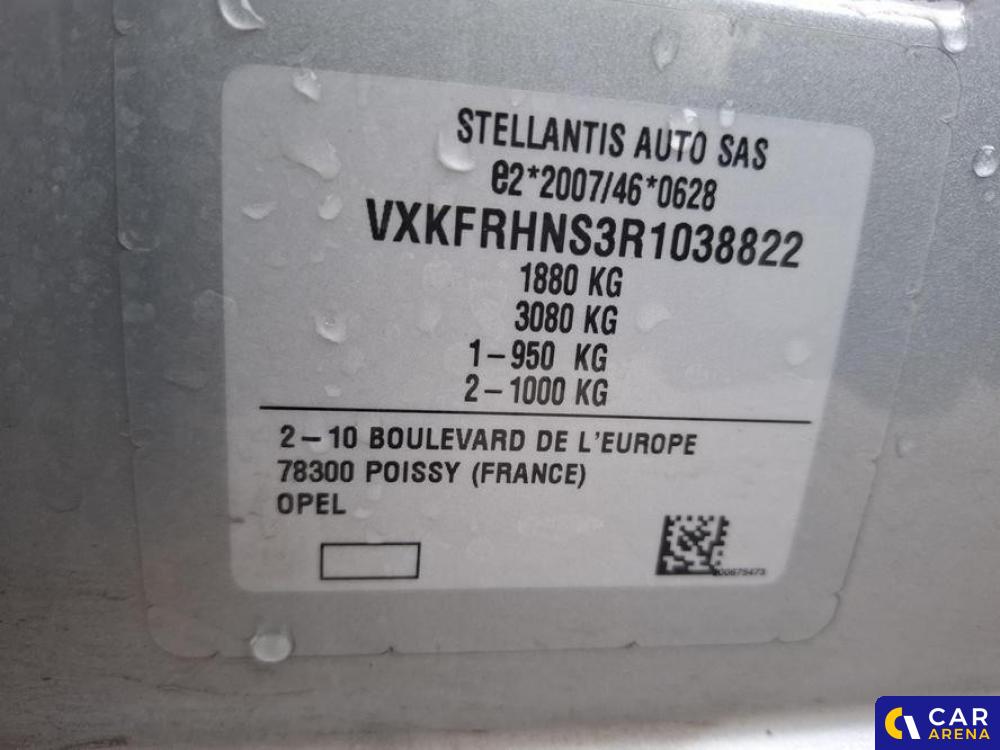 STELLANTIS AUTO SAS
e2*2007/46*0628
VXKFRHNS3R1038822
1880 KG
3080 KG
1-950 KG
2-1000 KG
2-10 BOULEVARD DE L'EUROPE
78300 POISSY (FRANCE)
OPEL
CAR
ARENA